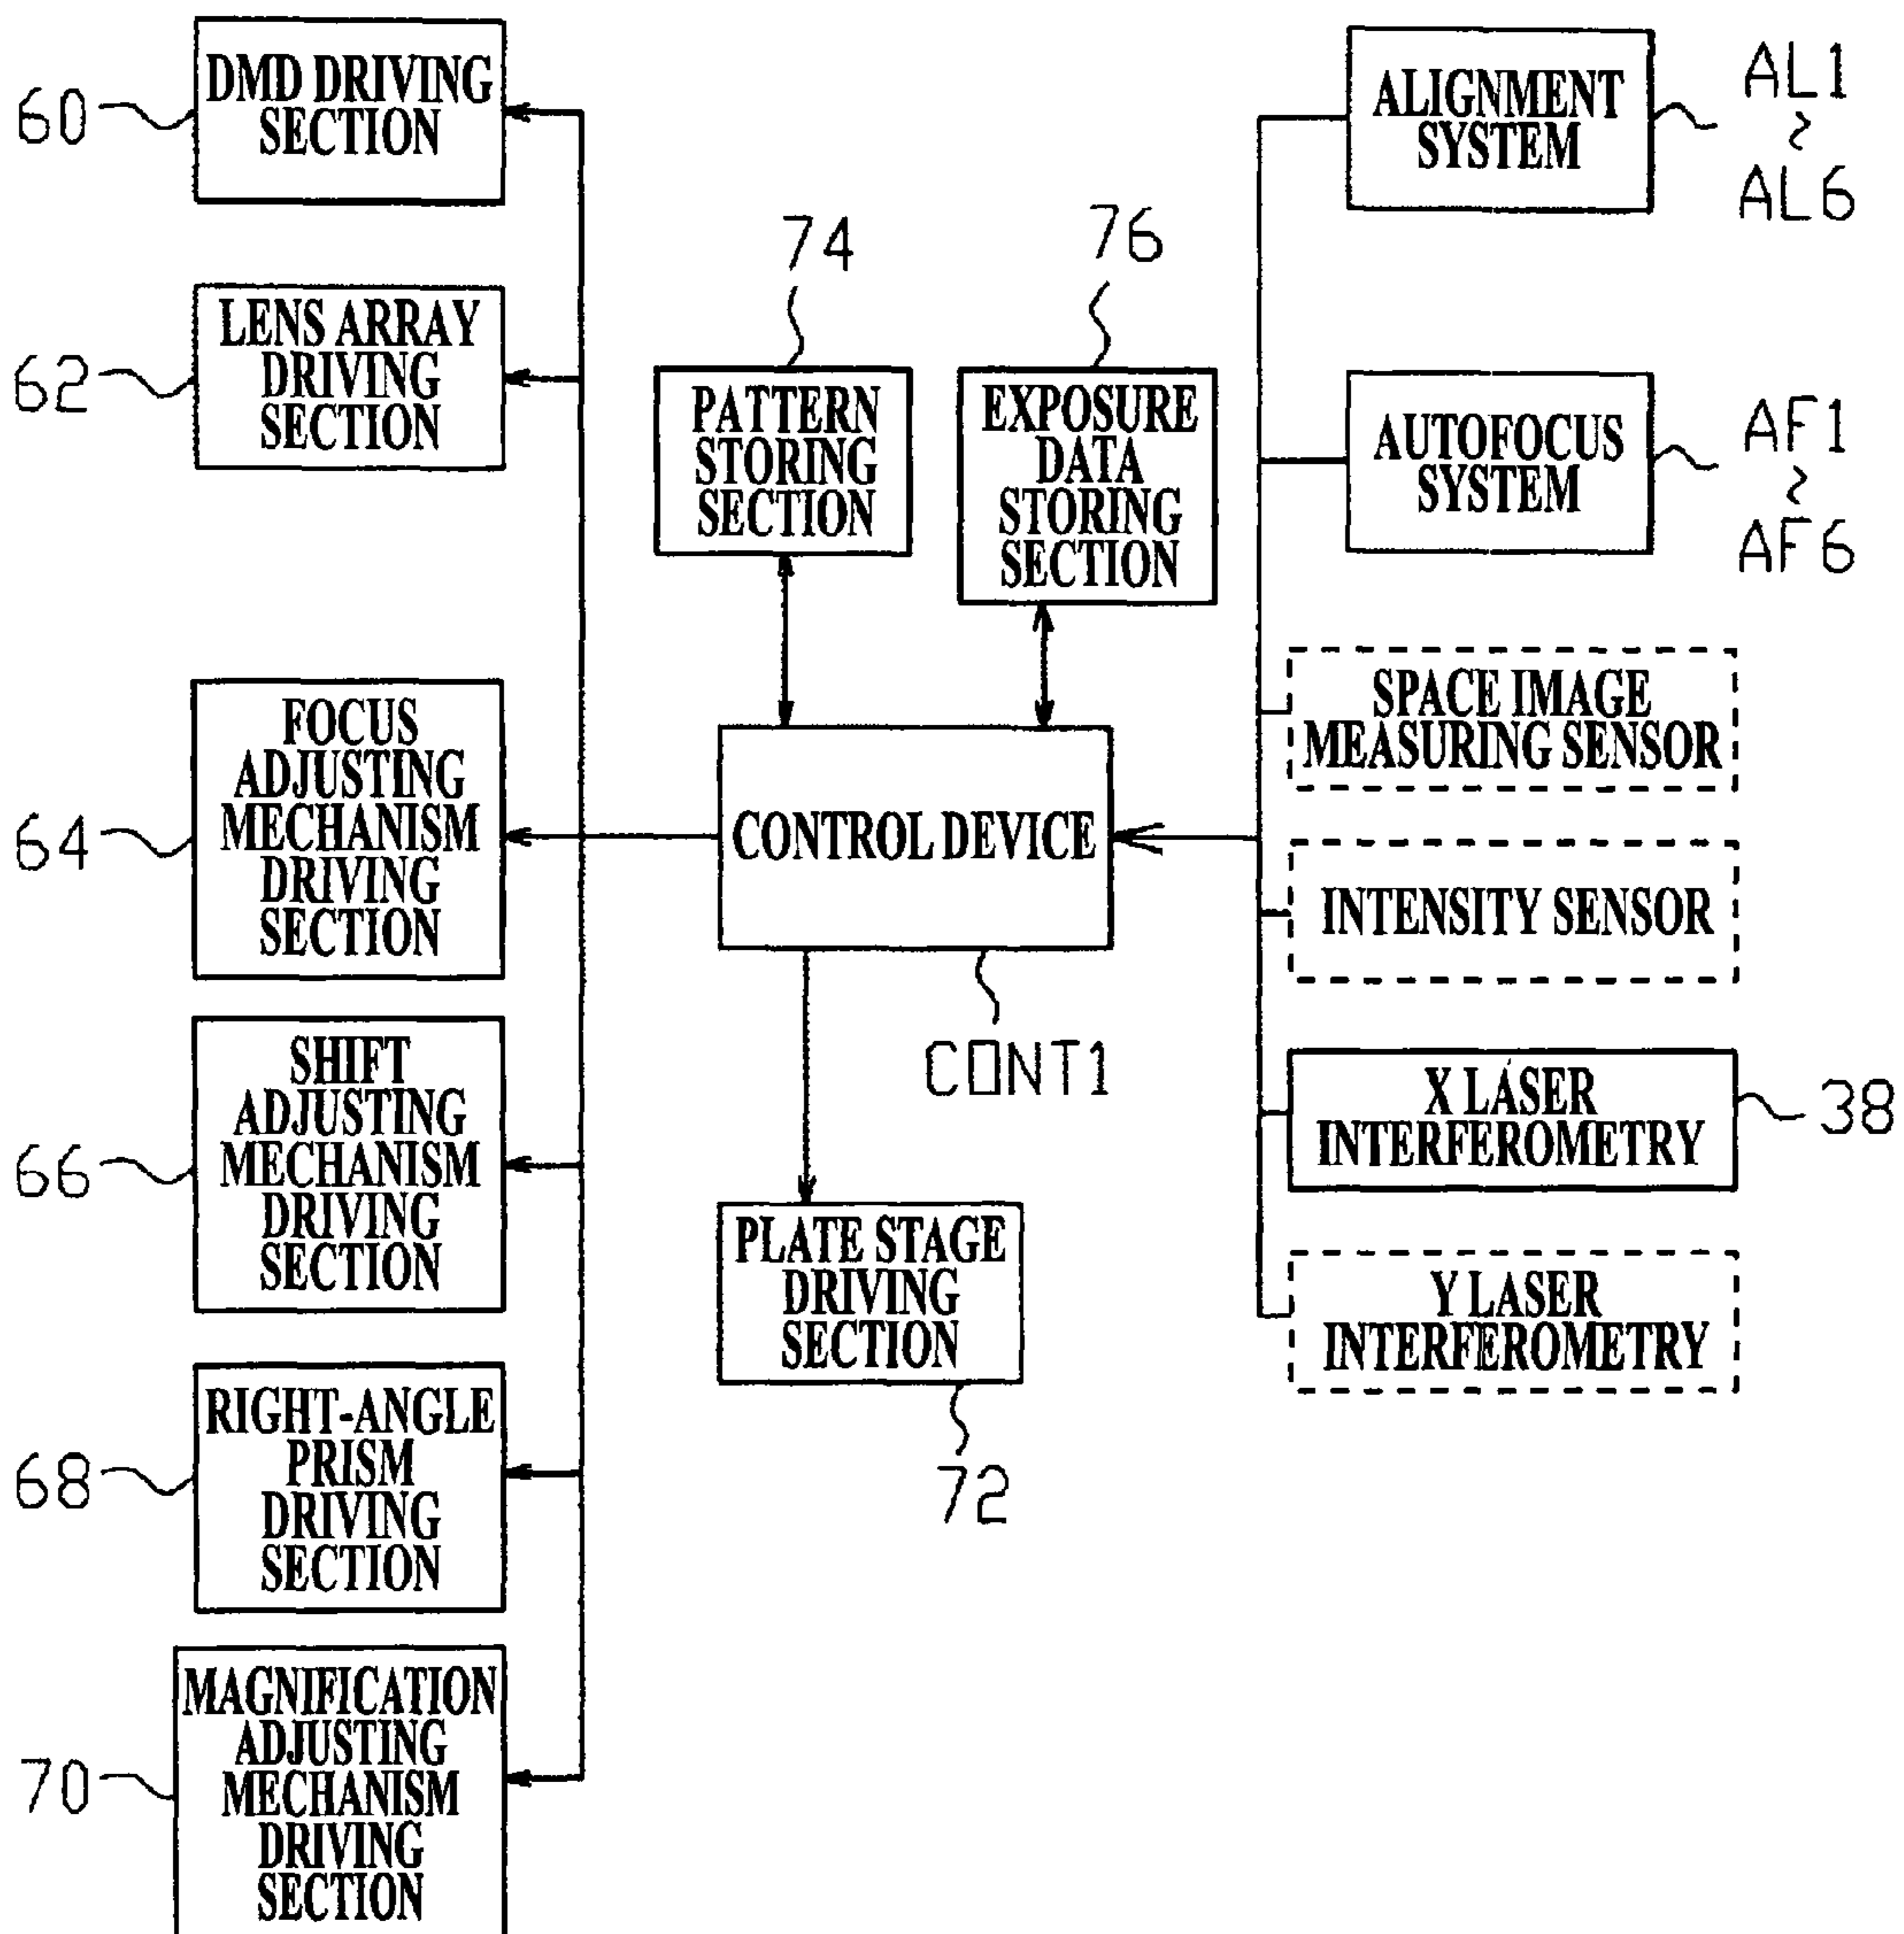 60
DMD DRIVING
SECTION
62
LENS ARRAY
DRIVING
SECTION
64
FOCUS
ADJUSTING
MECHANISM
DRIVING
SECTION
66
SHIFT
ADJUSTING
MECHANISM
DRIVING
SECTION
68
RIGHT-ANGLE
PRISM
DRIVING
SECTION
70
MAGNIFICATION
ADJUSTING
MECHANISM
DRIVING
SECTION
74
PATTERN
STORING
SECTION
76
EXPOSURE
DATA
STORING
SECTION
CONTROL DEVICE
CONT1
PLATE STAGE
DRIVING
SECTION
72
ALIGNMENT
SYSTEM
AL1
~
AL6
AUTOFOCUS
SYSTEM
AF1
~
AF6
SPACE IMAGE
MEASURING SENSOR
INTENSITY SENSOR
X LASER
INTERFEROMETRY
38
Y LASER
INTERFEROMETRY